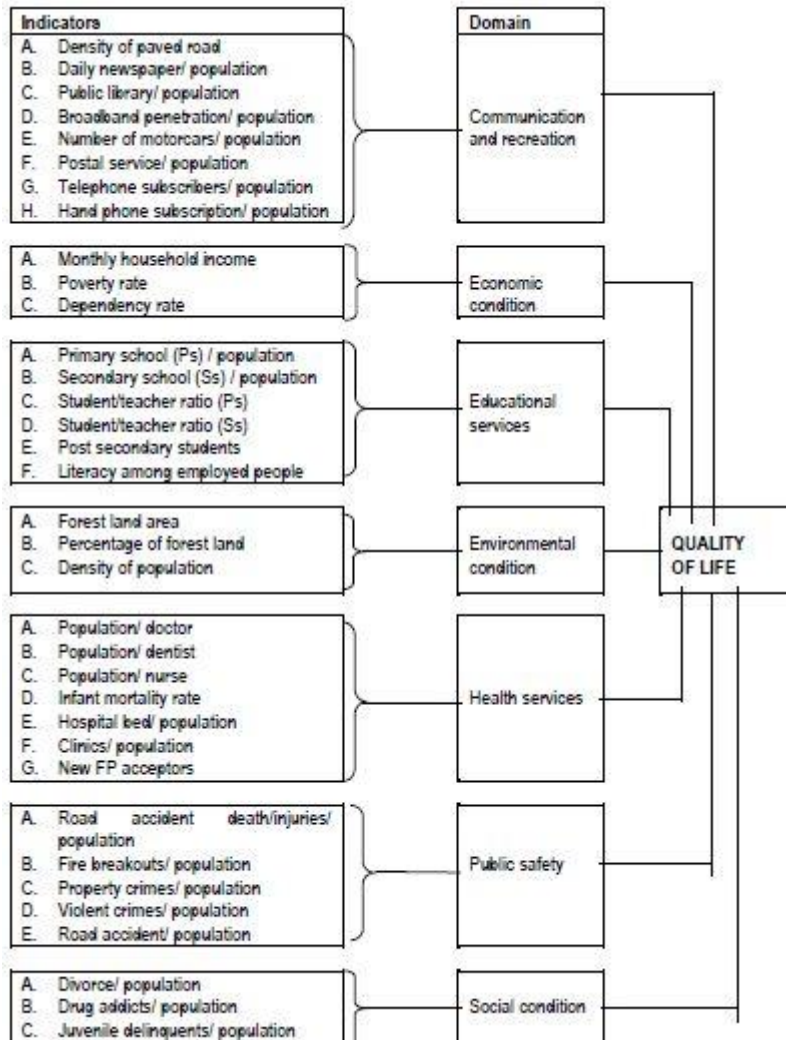 Indicators
A. Density of paved road
B. Daily newspaper/ population
C. Public library/ population
D. Broadband penetration/ population
E. Number of motorcars/ population
F. Postal service/ population
G. Telephone subscribers/ population
H. Hand phone subscription/ population
Domain
Communication
and recreation
A. Monthly household income
B. Poverty rate
C. Dependency rate
Economic
condition
A. Primary school (Ps) / population
B. Secondary school (Ss) / population
C. Student/teacher ratio (Ps)
D. Student/teacher ratio (Ss)
E. Post secondary students
F. Literacy among employed people
Educational
services
A. Forest land area
B. Percentage of forest land
C. Density of population
Environmental
condition
QUALITY
OF LIFE
A. Population/ doctor
B. Population/ dentist
C. Population/ nurse
D. Infant mortality rate
E. Hospital bed/ population
F. Clinics/ population
G. New FP acceptors
Health services
A. Road accident death/injuries/
population
B. Fire breakouts/ population
C. Property crimes/ population
D. Violent crimes/ population
E. Road accident/ population
Public safety
A. Divorce/ population
B. Drug addicts/ population
C. Juvenile delinquents/ population
Social condition